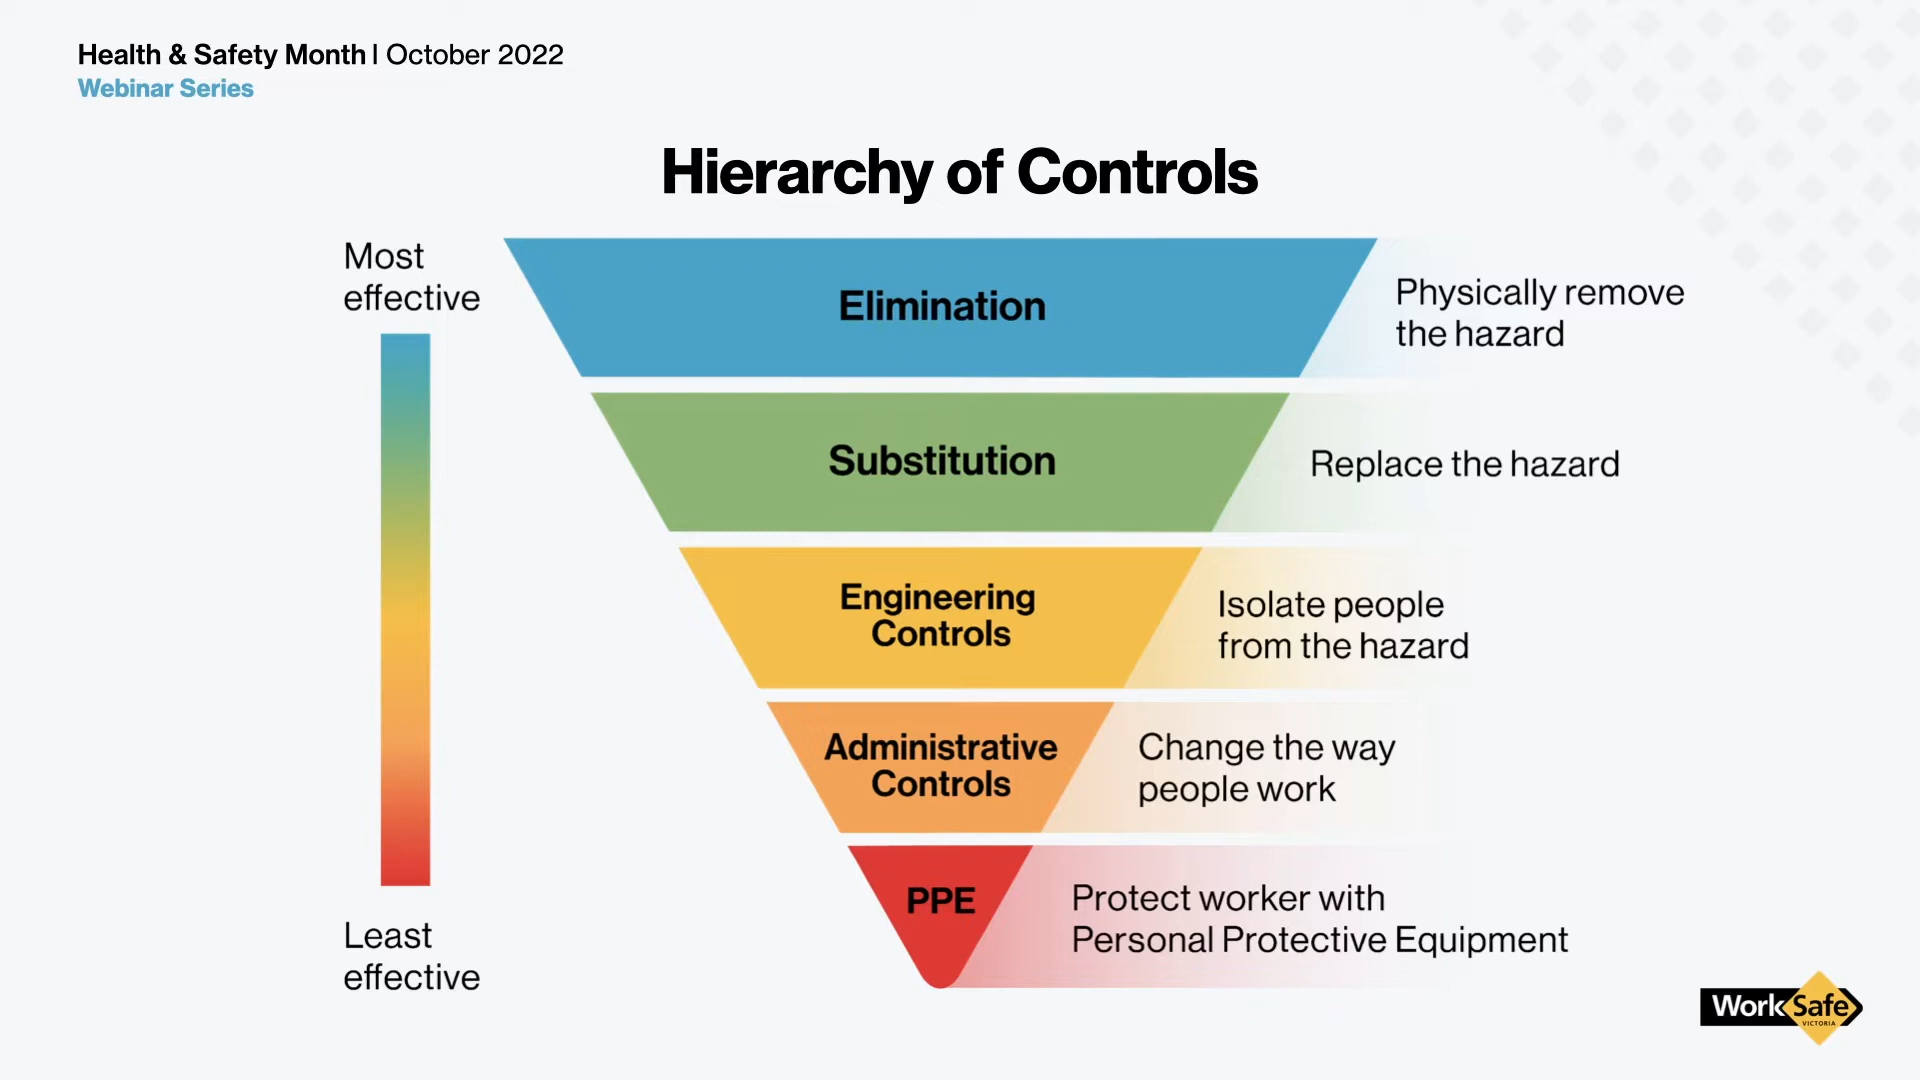 Health & Safety Month | October 2022
Webinar Series
Hierarchy of Controls
Most
effective
Elimination
Physically remove
the hazard
Substitution
Replace the hazard
Engineering
Controls
Isolate people
from the hazard
Administrative
Controls
Change the way
people work
PPE
Protect worker with
Personal Protective Equipment
Least
effective
WorkSafe
VICTORIA